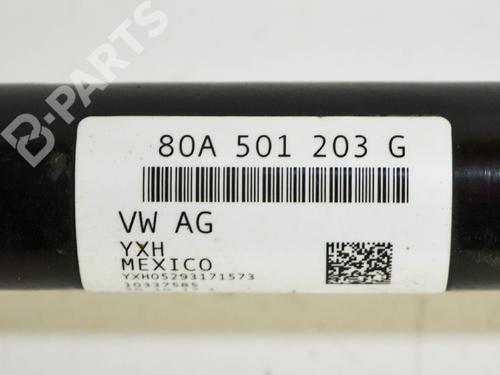 80A 501 203 G
VW AG
YXH
MEXICO
YXH05293171573
10337585
B-PARTS